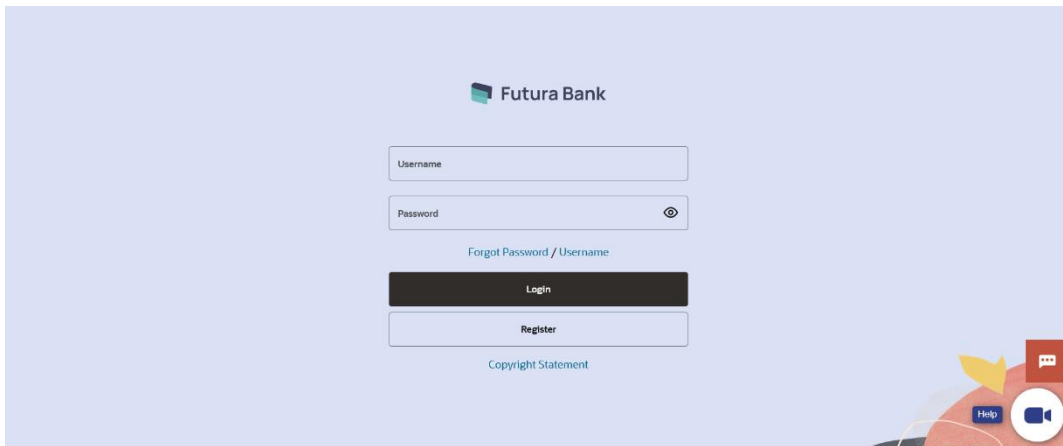 Futura Bank
Username
Password
Forgot Password / Username
Login
Register
Copyright Statement
Help